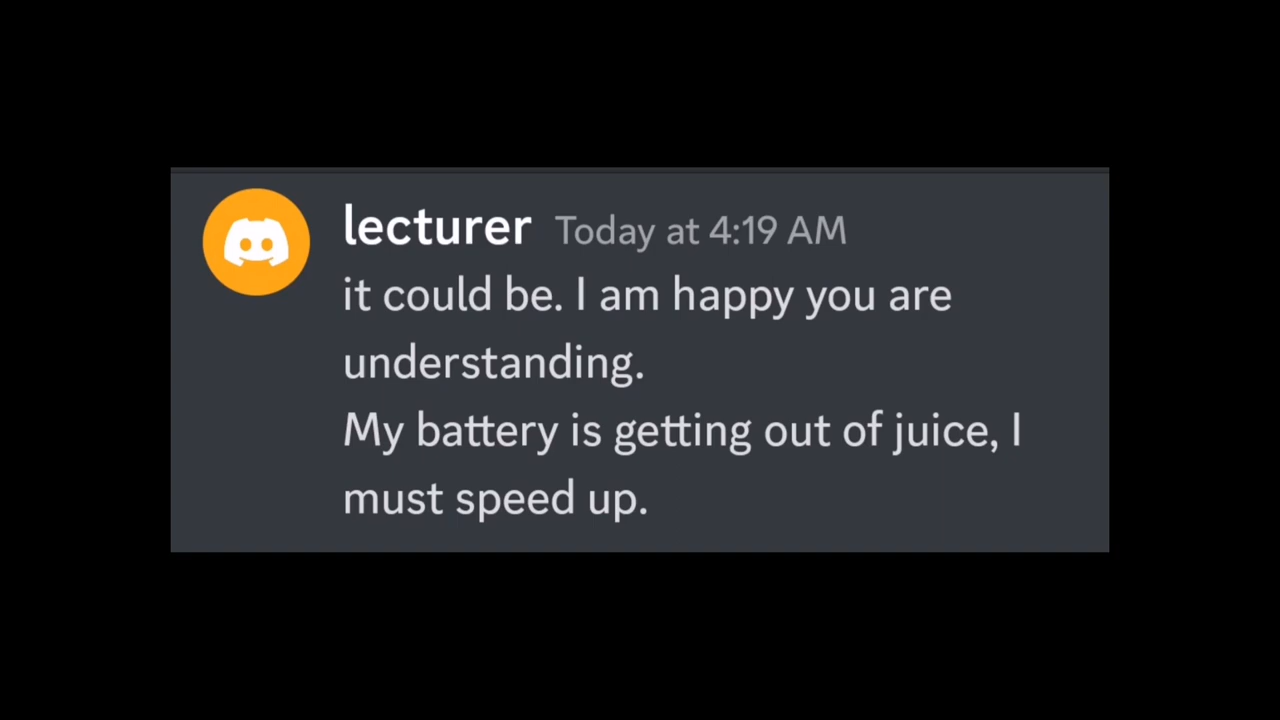 lecturer Today at 4:19 AM
it could be. I am happy you are
understanding.
My battery is getting out of juice, I
must speed up.